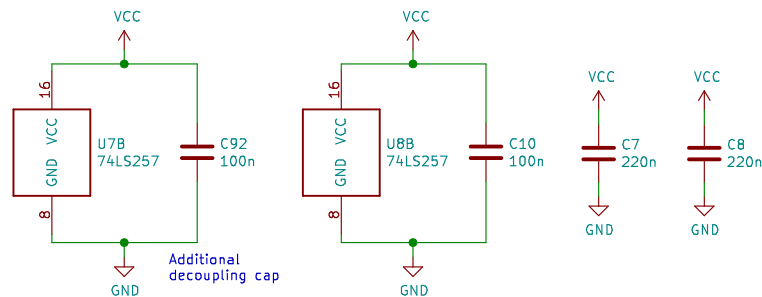 VCC
VCC
VCC
VCC
16
VCC
GND
8
U7B
74LS257
C92
100n
16
VCC
GND
8
U8B
74LS257
C10
100n
C7
220n
C8
220n
GND
GND
Additional
decoupling cap
GND
GND